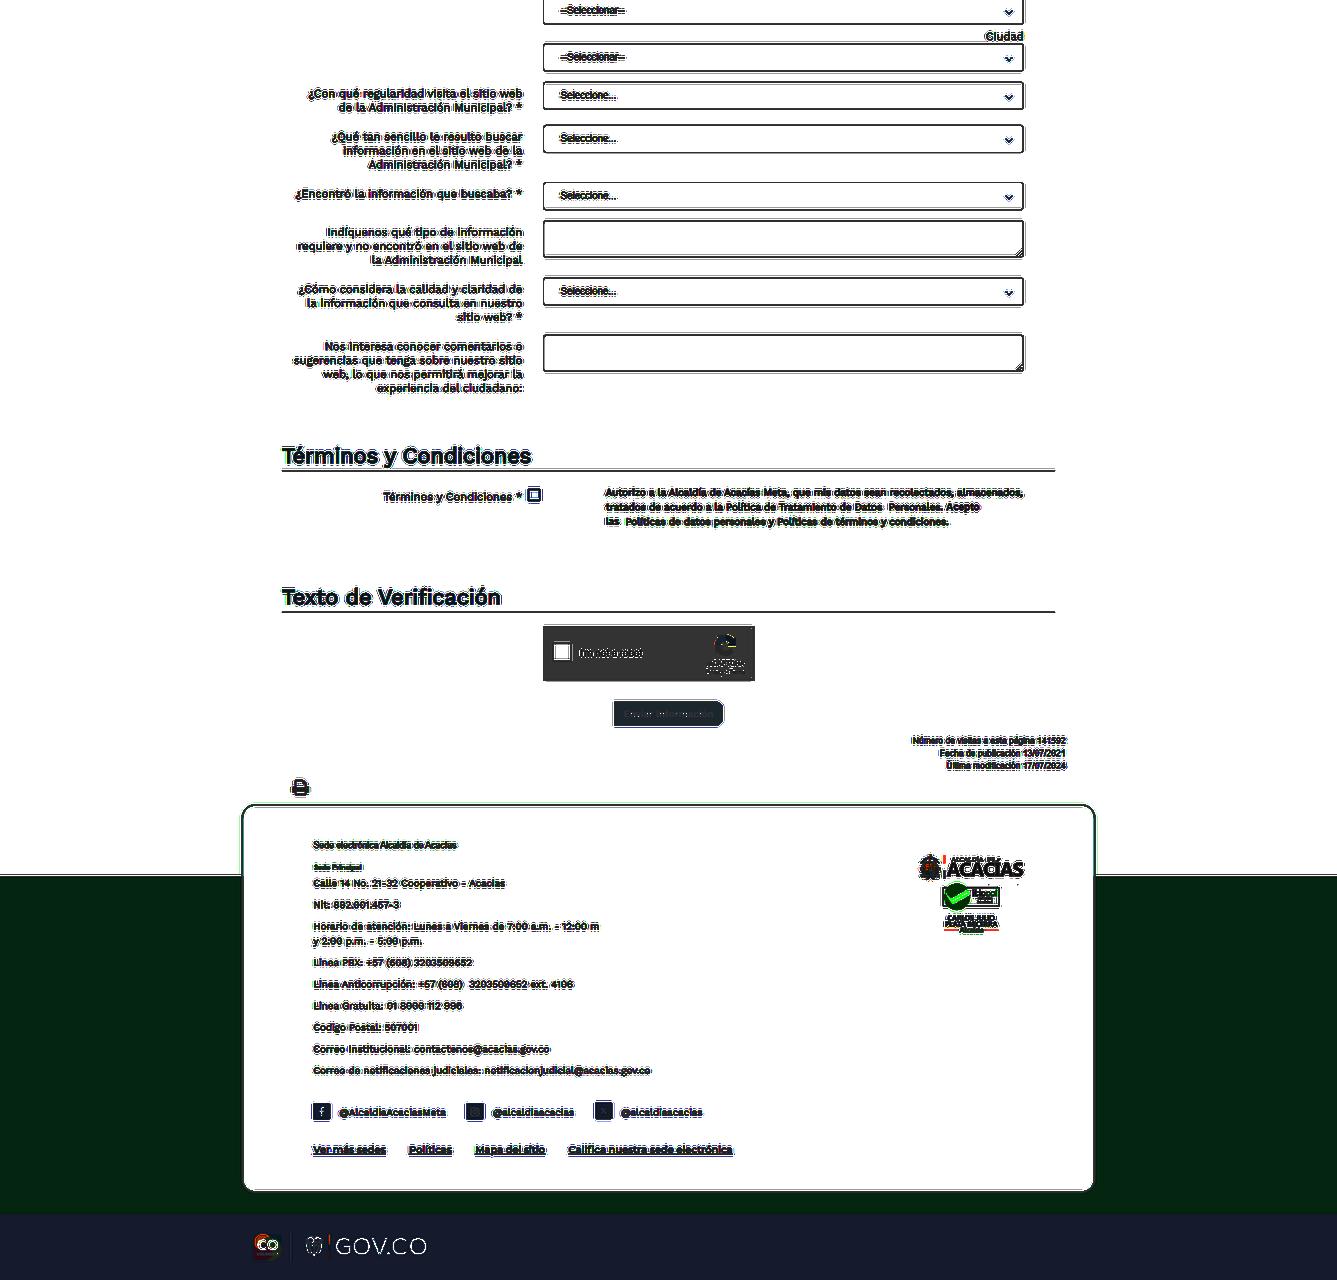 --Seleccionar--
Ciudad
--Seleccionar--
¿Con qué regularidad visita el sitio web
de la Administración Municipal? *
Seleccione...
¿Qué tan sencillo le resulto buscar
información en el sitio web de la
Administración Municipal? *
Seleccione...
¿Encontró la información que buscaba? *
Seleccione...
Indíquenos qué tipo de información
requiere y no encontró en el sitio web de
la Administración Municipal
¿Cómo considera la calidad y claridad de
la información que consulta en nuestro
sitio web? *
Seleccione...
Nos interesa conocer comentarios o
sugerencias que tenga sobre nuestro sitio
web, lo que nos permitirá mejorar la
experiencia del ciudadano:
Términos y Condiciones
Términos y Condiciones *
Autorizo a la Alcaldía de Acacías Meta, que mis datos sean recolectados, almacenados,
tratados de acuerdo a la Política de Tratamiento de Datos Personales. Acepto
las Políticas de datos personales y Políticas de términos y condiciones.
Texto de Verificación
Enviar información
Número de visitas a esta página 141592
Fecha de publicación 13/07/2021
Última modificación 17/07/2024
Sede electrónica Alcaldía de Acacías
Sede Principal
Calle 14 No. 21-32 Cooperativo - Acacías
Nit: 892.001.457-3
Horario de atención: Lunes a Viernes de 7:00 a.m. - 12:00 m
y 2:00 p.m. - 5:00 p.m.
Línea PBX: +57 (608) 3203509652
Línea Anticorrupción: +57 (608) 3203509652 ext. 4106
Línea Gratuita: 01 8000 112 996
Código Postal: 507001
Correo Institucional: contactenos@acacias.gov.co
Correo de notificaciones judiciales: notificacionjudicial@acacias.gov.co
@AlcaldiaAcaciasMeta
@alcaldiaacacias
@alcaldiaacacias
Ver más sedes
Políticas
Mapa del sitio
Califica nuestra sede electrónica
ACACÍAS
CO
GOV.CO